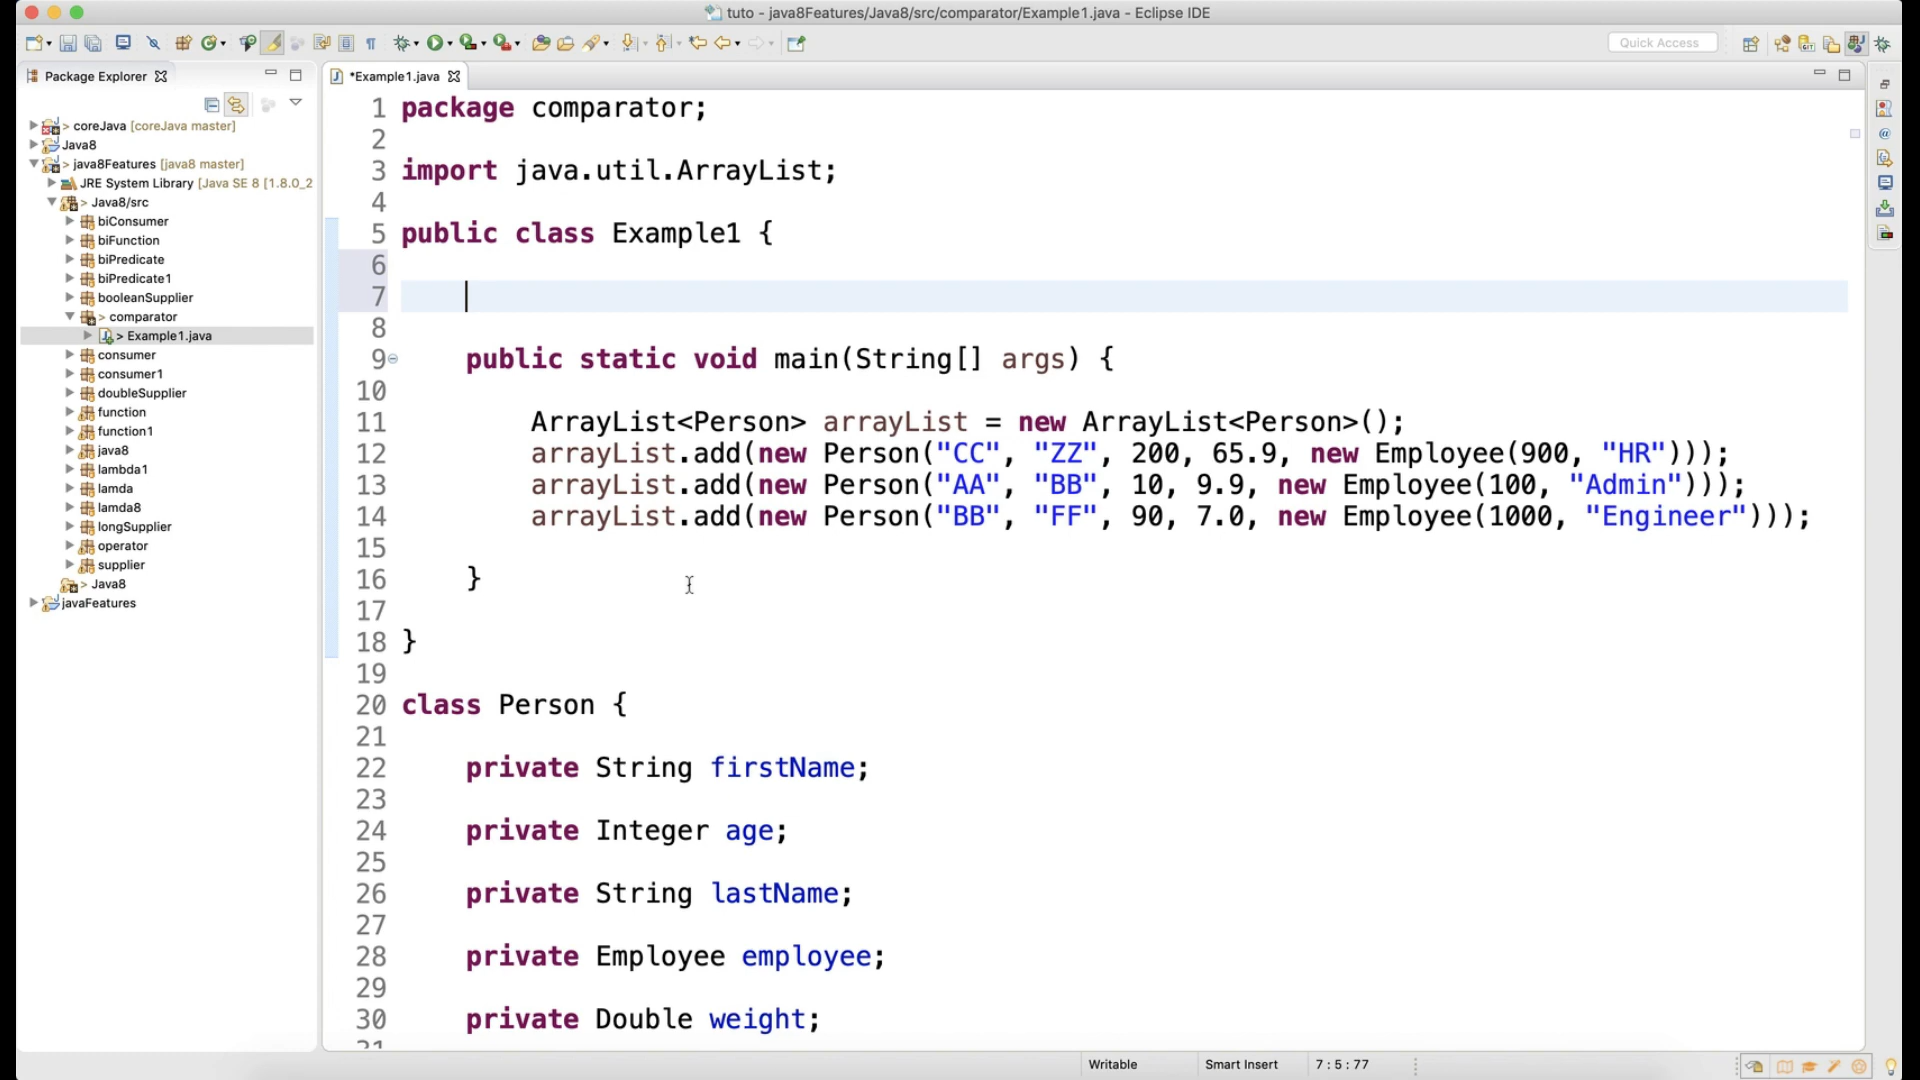 tuto - java8Features/Java8/src/comparator/Example1.java - Eclipse IDE
Quick Access
Package Explorer
*Example1.java
> coreJava [coreJava master]
Java8
> java8Features [java8 master]
JRE System Library [Java SE 8 [1.8.0_2
> Java8/src
biConsumer
biFunction
biPredicate
biPredicate1
booleanSupplier
> comparator
> Example1.java
consumer
consumer1
doubleSupplier
function
function1
java8
lambda1
lamda
lamda8
longSupplier
operator
supplier
> Java8
javaFeatures
1 package comparator;
2
3 import java.util.ArrayList;
4
5 public class Example1 {
6
7
8
9 public static void main(String[] args) {
10
11 ArrayList<Person> arrayList = new ArrayList<Person>();
12 arrayList.add(new Person("CC", "ZZ", 200, 65.9, new Employee(900, "HR")));
13 arrayList.add(new Person("AA", "BB", 10, 9.9, new Employee(100, "Admin")));
14 arrayList.add(new Person("BB", "FF", 90, 7.0, new Employee(1000, "Engineer")));
15
16 }
17
18 }
19
20 class Person {
21
22 private String firstName;
23
24 private Integer age;
25
26 private String lastName;
27
28 private Employee employee;
29
30 private Double weight;
31
Writable
Smart Insert
7 : 5 : 77